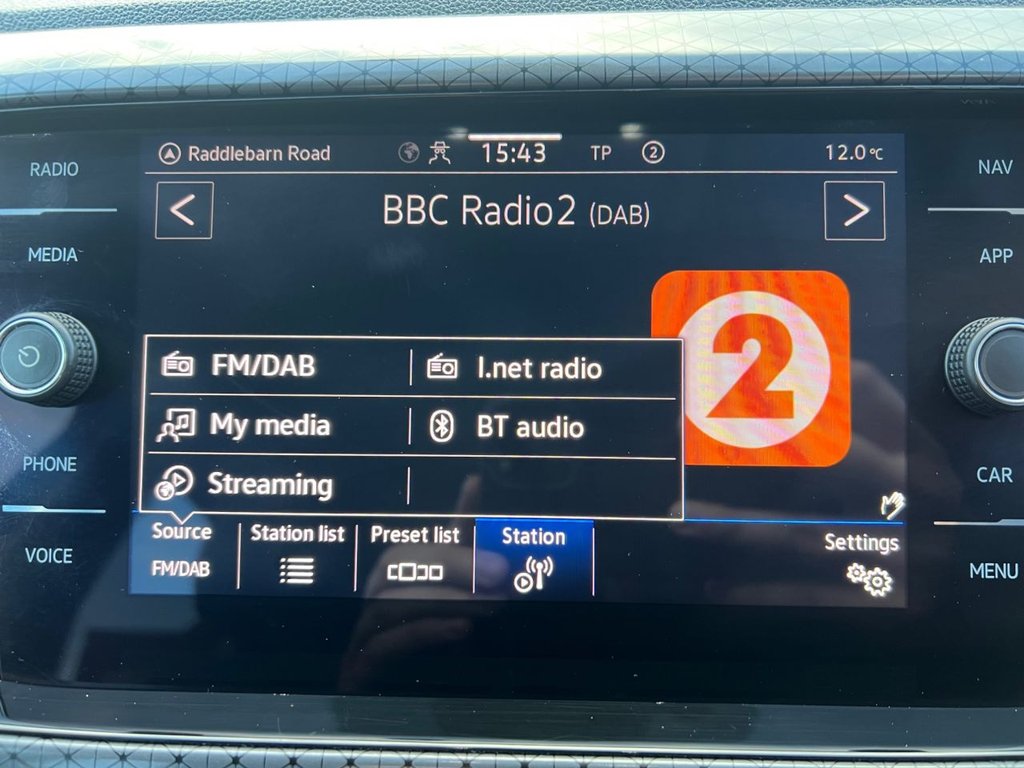 RADIO
MEDIA
PHONE
VOICE
Raddlebarn Road 15:43 TP 2 12.0°C
< BBC Radio2 (DAB) >
2
FM/DAB I.net radio
My media BT audio
Streaming
Source Station list Preset list Station Settings
FM/DAB
NAV
APP
CAR
MENU